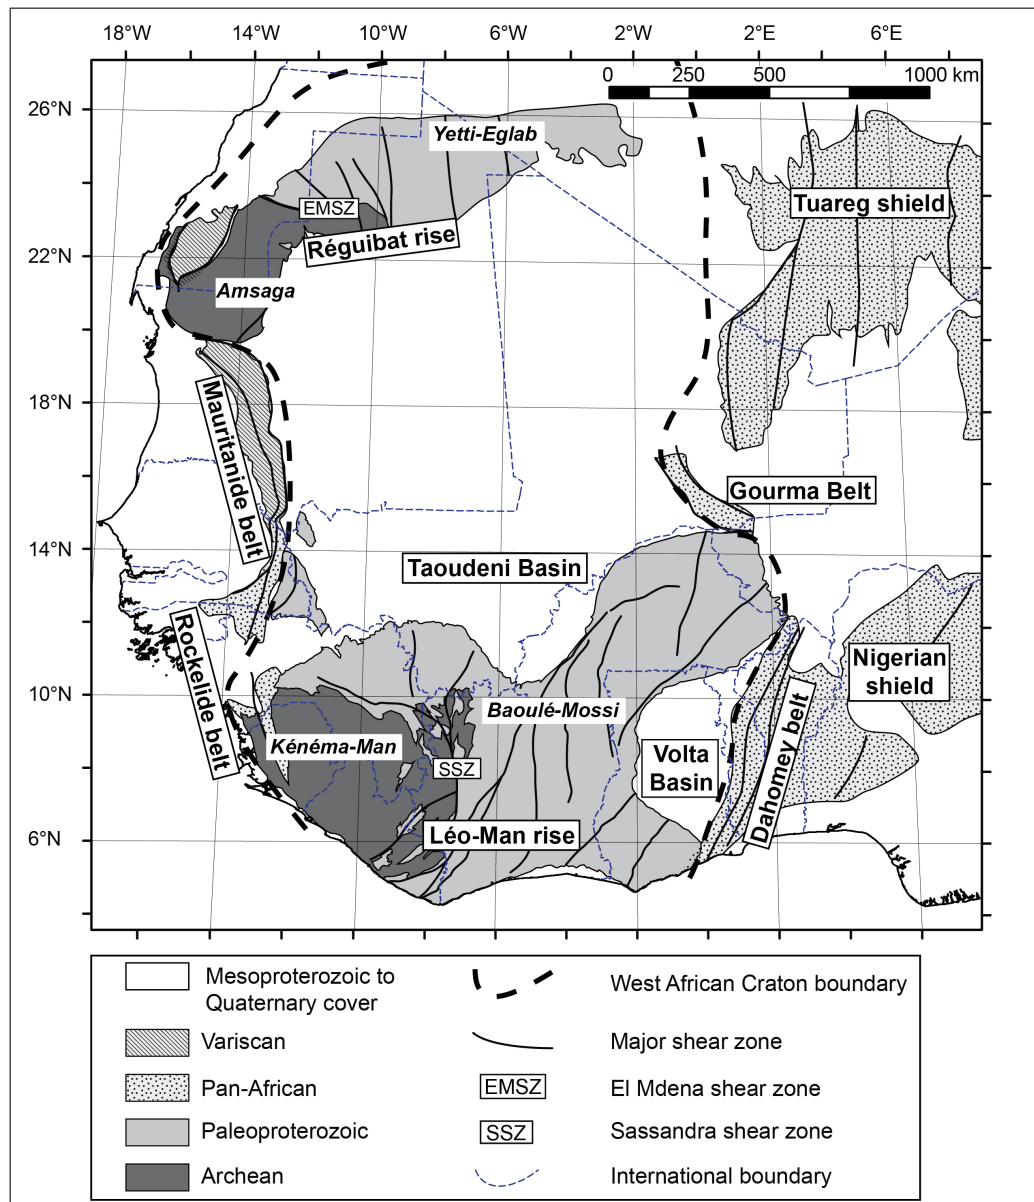 18°W 14°W 10°W 6°W 2°W 2°E 6°E
0 250 500 1000 km
26°N
Yetti-Eglab
EMSZ
Tuareg shield
Réguibat rise
22°N
Amsaga
18°N
Mauritanide belt
Gourma Belt
14°N
Taoudeni Basin
Rockelide belt
Nigerian
shield
10°N
Baoulé-Mossi
Kénéma-Man
SSZ
Volta
Basin
Dahomey belt
Léo-Man rise
6°N
Mesoproterozoic to
Quaternary cover
West African Craton boundary
Variscan
Major shear zone
Pan-African
EMSZ
El Mdena shear zone
Paleoproterozoic
SSZ
Sassandra shear zone
Archean
International boundary